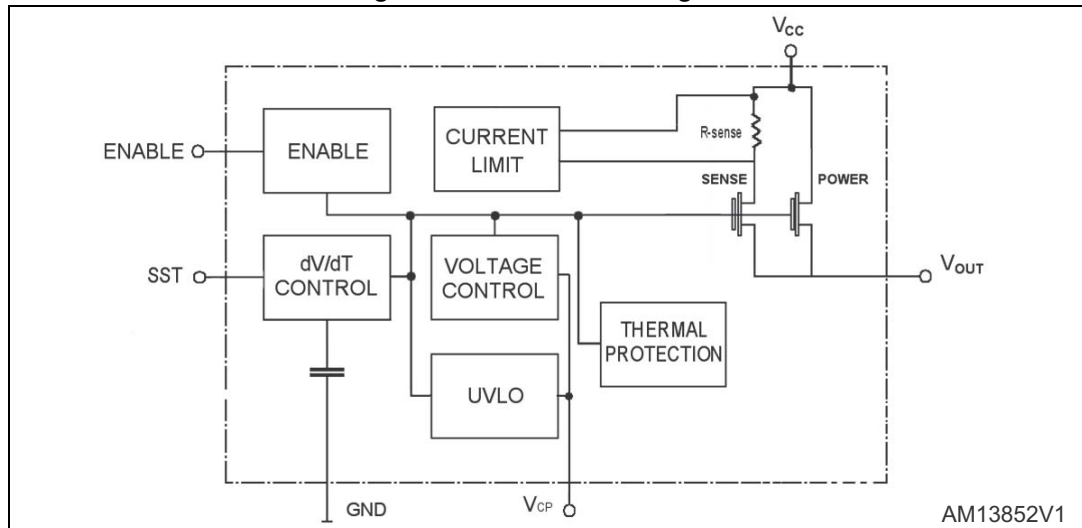 VCC
CURRENT
LIMIT
R-sense
ENABLE
ENABLE
SENSE
POWER
SST
dV/dT
CONTROL
VOLTAGE
CONTROL
VOUT
THERMAL
PROTECTION
UVLO
GND
VCP
AM13852V1